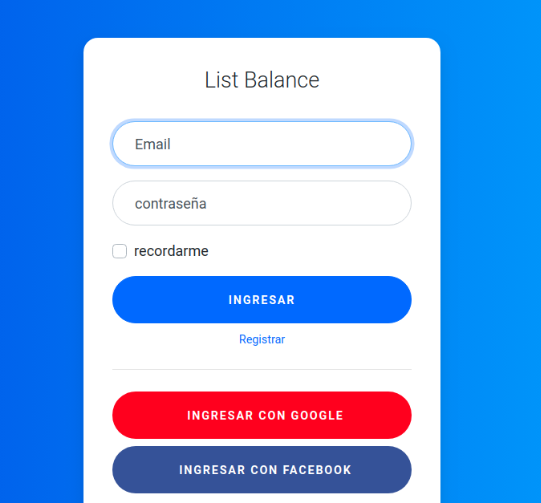 List Balance
Email
contraseña
recordarme
INGRESAR
Registrar
INGRESAR CON GOOGLE
INGRESAR CON FACEBOOK